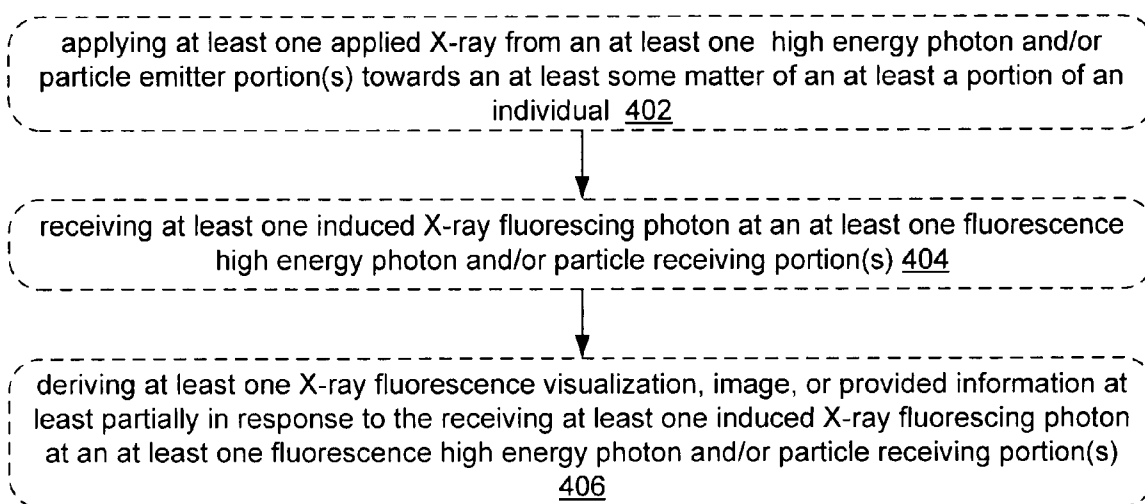 applying at least one applied X-ray from an at least one high energy photon and/or
particle emitter portion(s) towards an at least some matter of an at least a portion of an
individual 402
receiving at least one induced X-ray fluorescing photon at an at least one fluorescence
high energy photon and/or particle receiving portion(s) 404
deriving at least one X-ray fluorescence visualization, image, or provided information at
least partially in response to the receiving at least one induced X-ray fluorescing photon
at an at least one fluorescence high energy photon and/or particle receiving portion(s)
406